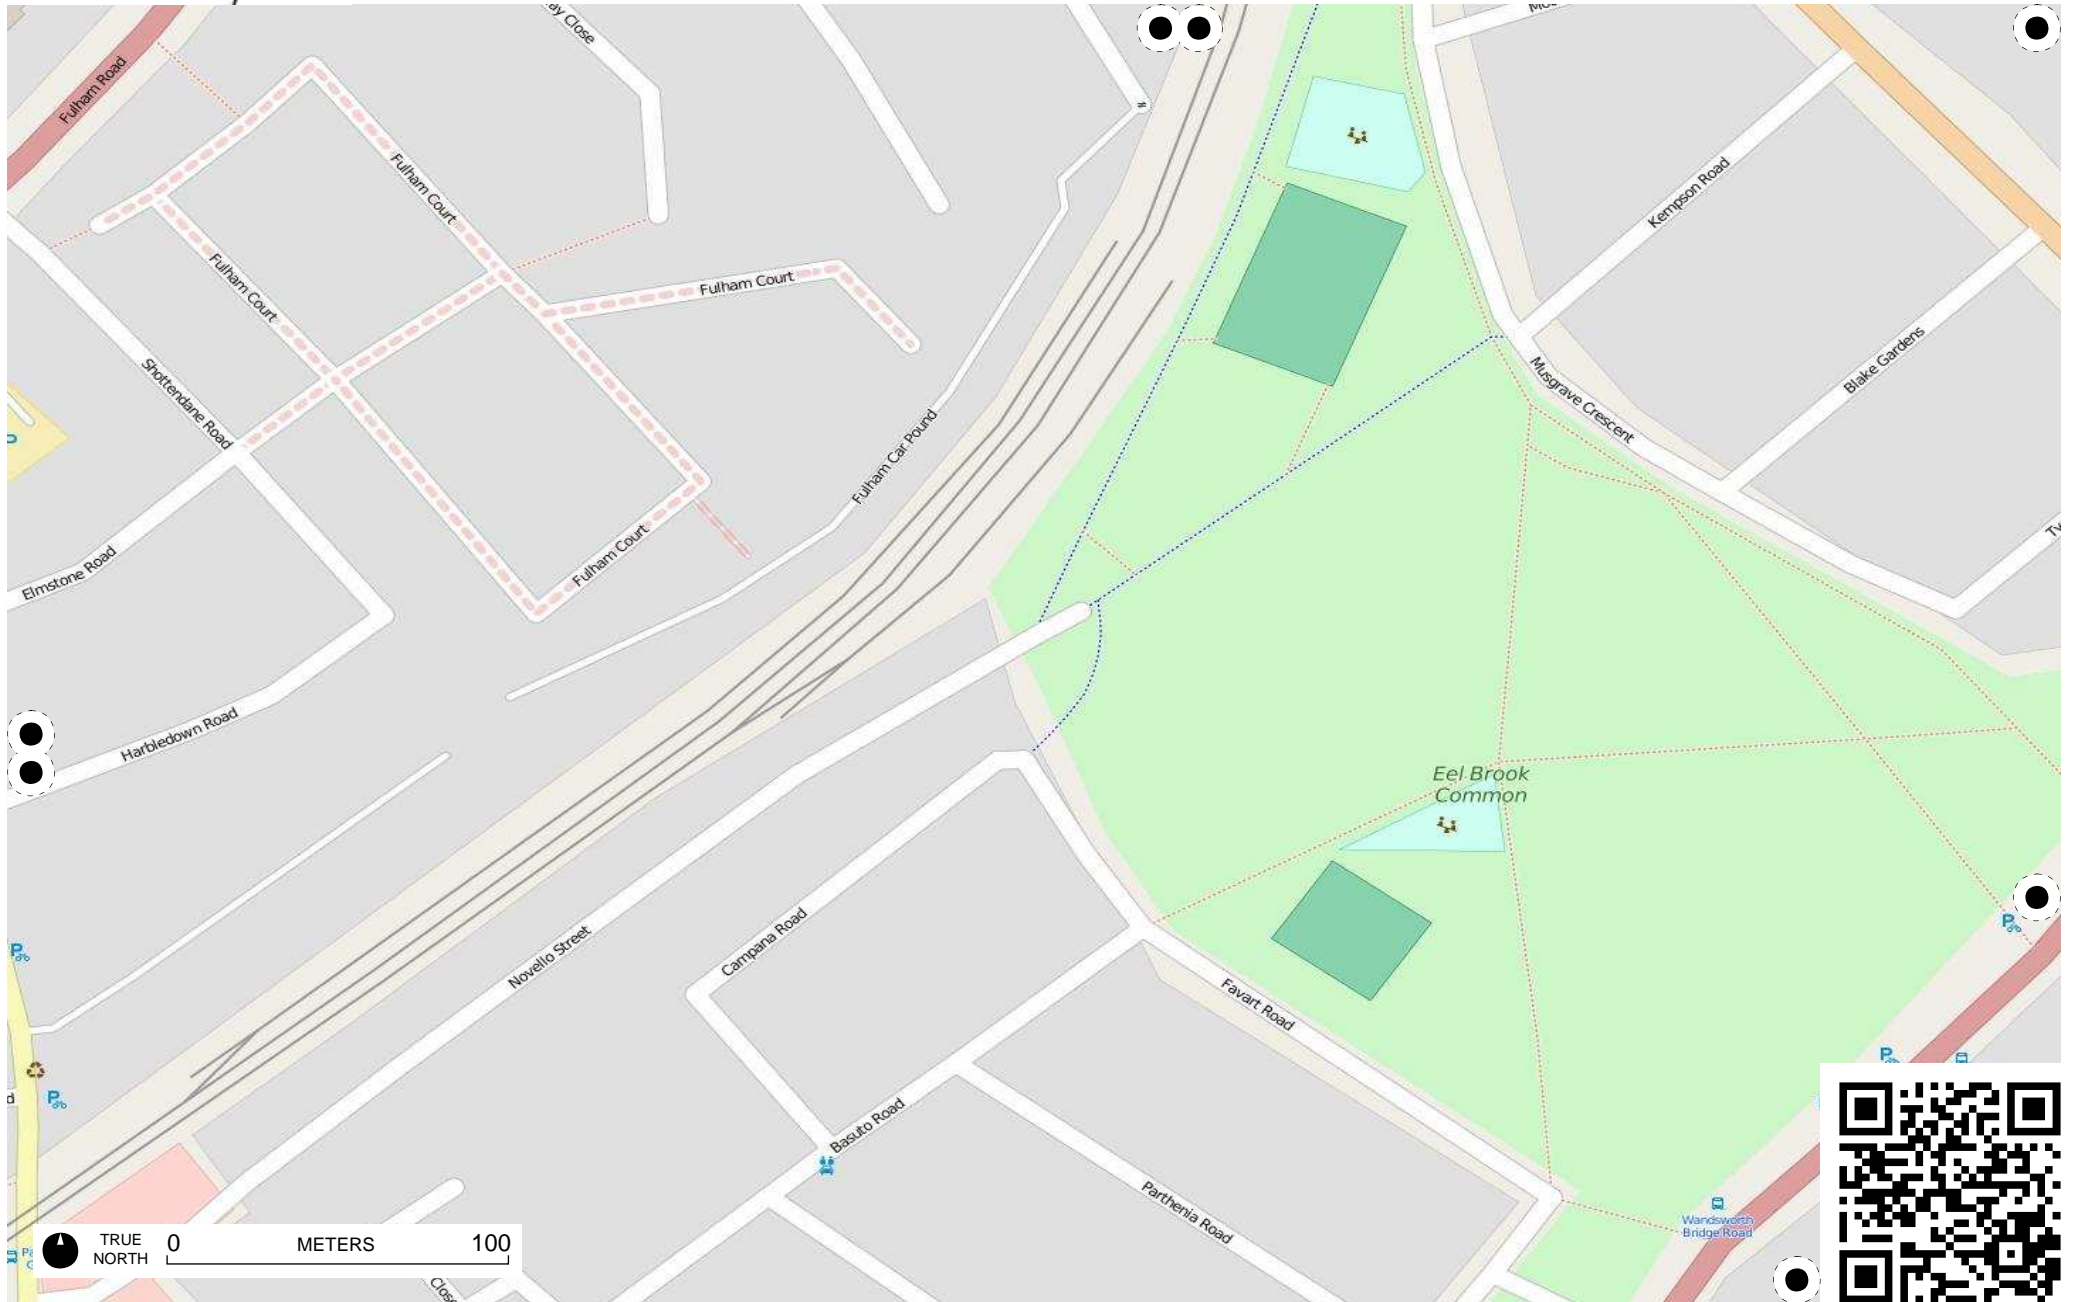 ay Close
Fulham Road
Fulham Court
Kempson Road
Fulham Court
Fulham Court
Blake Gardens
Shottendane Road
Musgrave Crescent
Fulham Car Pound
P
Elmstone Road
Fulham Court
Harbledown Road
Eel Brook
Common
Campana Road
Novello Street
P
P
Favart Road
P
P
Basuto Road
Parthenia Road
Wandsworth
Bridge Road
TRUE
NORTH
0
METERS
100